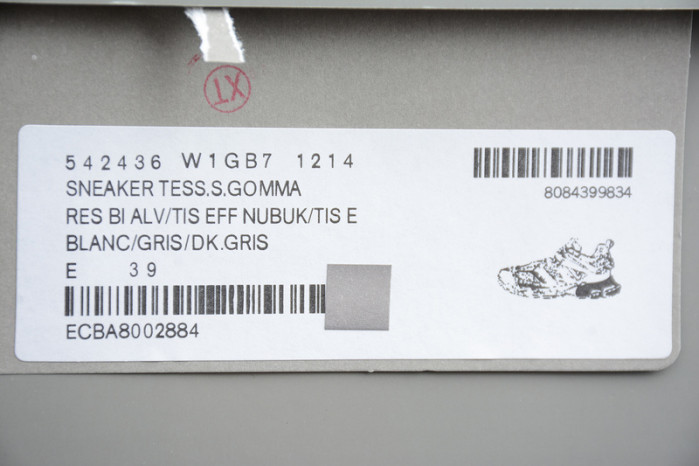 XT
542436 W1GB7 1214
SNEAKER TESS.S.GOMMA
RES BI ALV/TIS EFF NUBUK/TIS E
BLANC/GRIS/DK.GRIS
E 39
ECBA8002884
8084399834